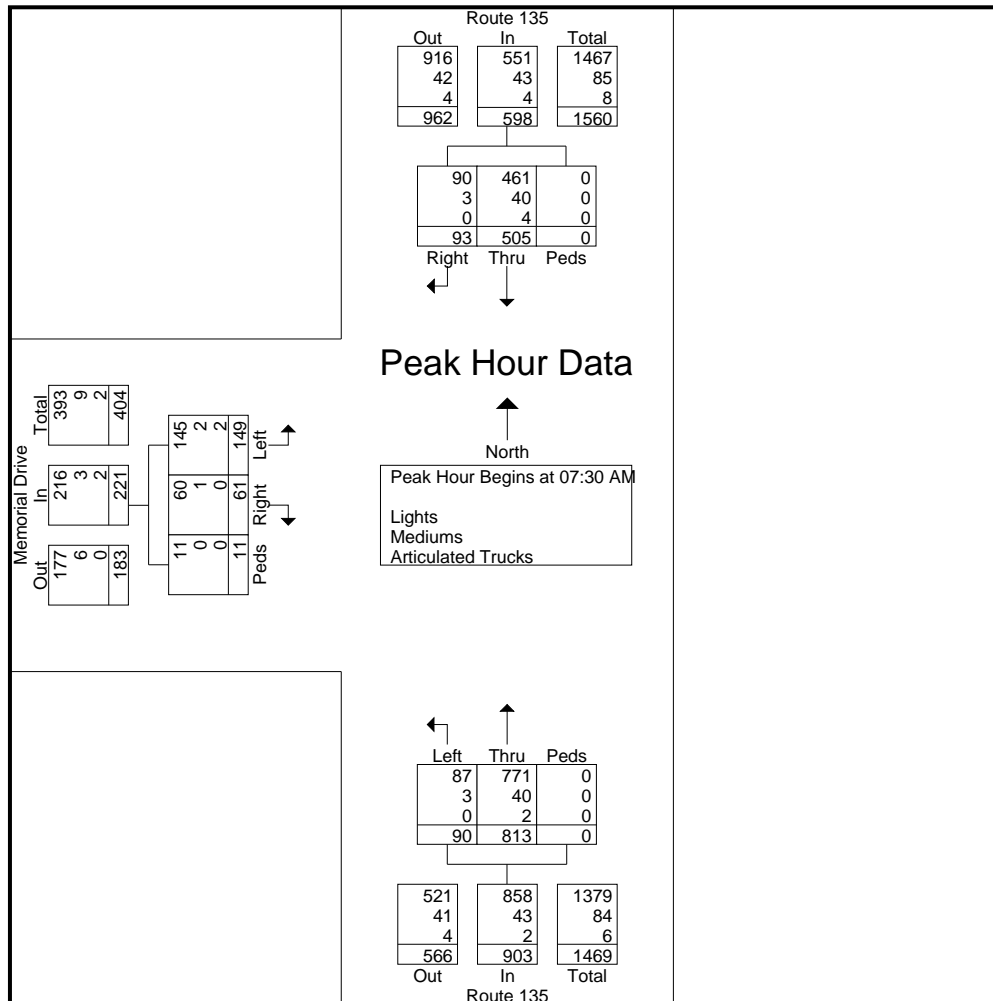 Route 135
Out In Total
916 551 1467
42 43 85
4 4 8
962 598 1560
90 461 0
3 40 0
0 4 0
93 505 0
Right Thru Peds
Peak Hour Data
North
Peak Hour Begins at 07:30 AM
Lights
Mediums
Articulated Trucks
Memorial Drive
Out In Total
177 216 393
6 3 9
0 2 2
183 221 404
11 60 145
0 1 2
0 0 2
11 61 149
Peds Right Left
Left Thru Peds
87 771 0
3 40 0
0 2 0
90 813 0
521 858 1379
41 43 84
4 2 6
566 903 1469
Out In Total
Route 135